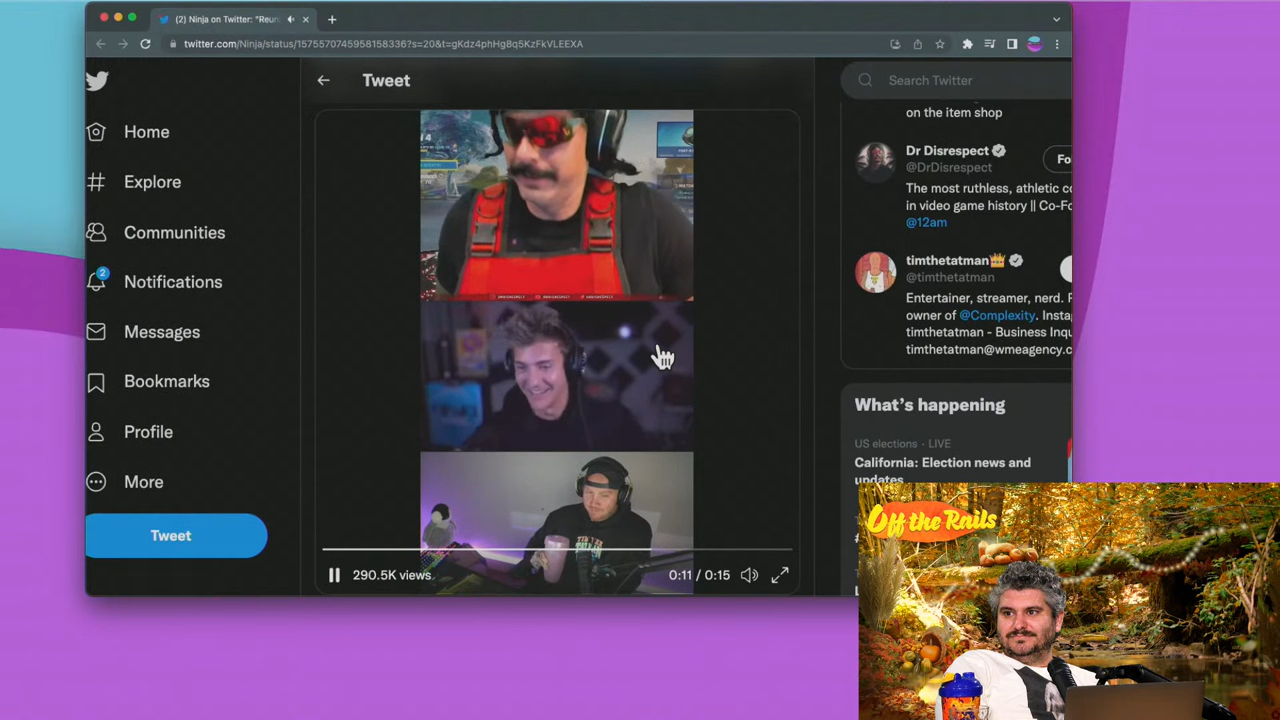 (2) Ninja on Twitter: "Reun
twitter.com/Ninja/status/1575570745958158336?s=20&t=gKdz4phHg8q5KzFkVLEEXA
Home
Explore
Communities
2
Notifications
Messages
Bookmarks
Profile
More
Tweet
Tweet
290.5K views
0:11 / 0:15
Search Twitter
on the item shop
Dr Disrespect
@DrDisrespect
Fo
The most ruthless, athletic co
in video game history || Co-Fo
@12am
timthetatman
@timthetatman
Entertainer, streamer, nerd. F
owner of @Complexity. Insta
timthetatman - Business Inqu
timthetatman@wmeagency.c
What's happening
US elections · LIVE
California: Election news and
updates
Off the Rails